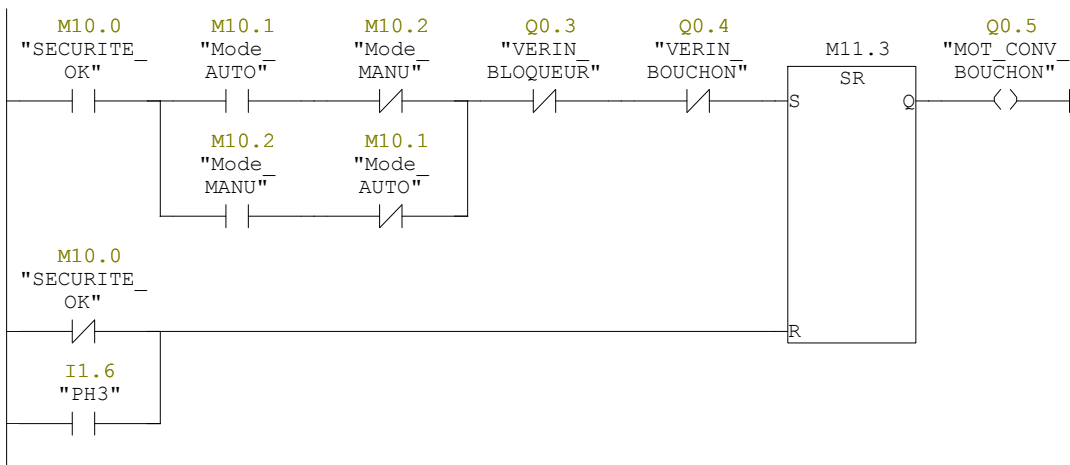 M10.0 M10.1 M10.2 Q0.3 Q0.4 Q0.5
"SECURITE_ "Mode_ "Mode_ "VERIN_ "VERIN_ M11.3 "MOT_CONV_
OK" AUTO" MANU" BLOQUEUR" BOUCHON" SR BOUCHON"
S Q
M10.2 M10.1
"Mode_ "Mode_
MANU" AUTO"
M10.0
"SECURITE_
OK"
R
I1.6
"PH3"